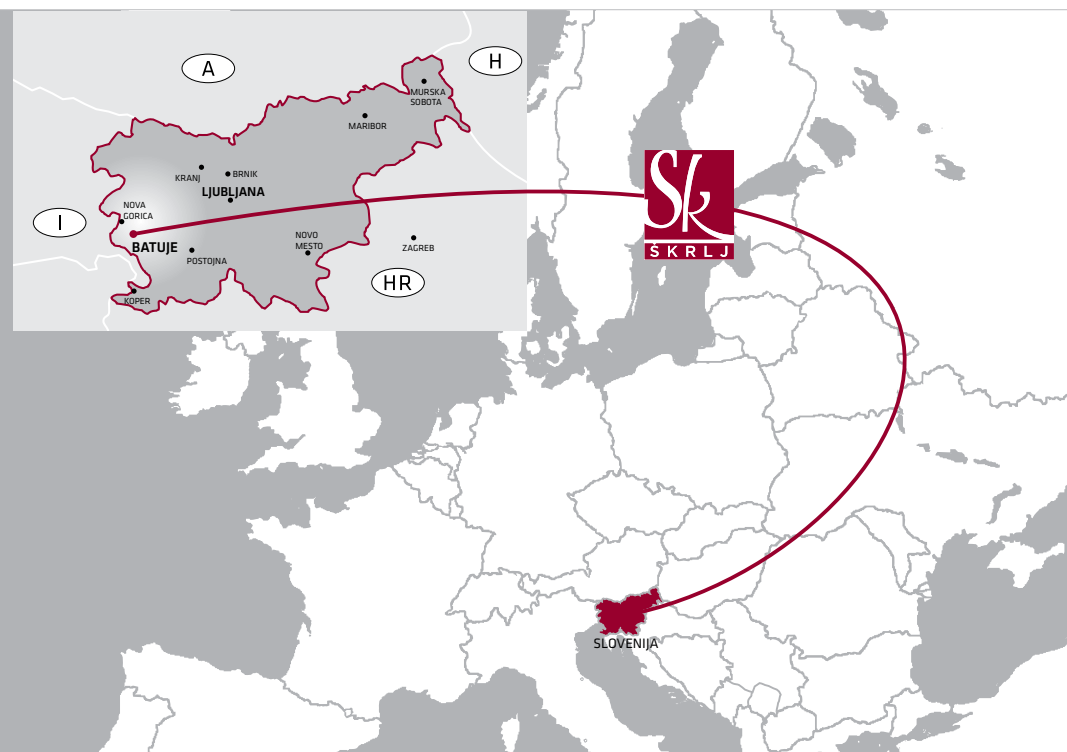 A
H
MURSKA
SOBOTA
MARIBOR
KRANJ
BRNIK
LJUBLJANA
NOVA
GORICA
I
BATUJE
POSTOJNA
NOVO
MESTO
ZAGREB
HR
KOPER
Sk
ŠKRLJ
SLOVENIJA